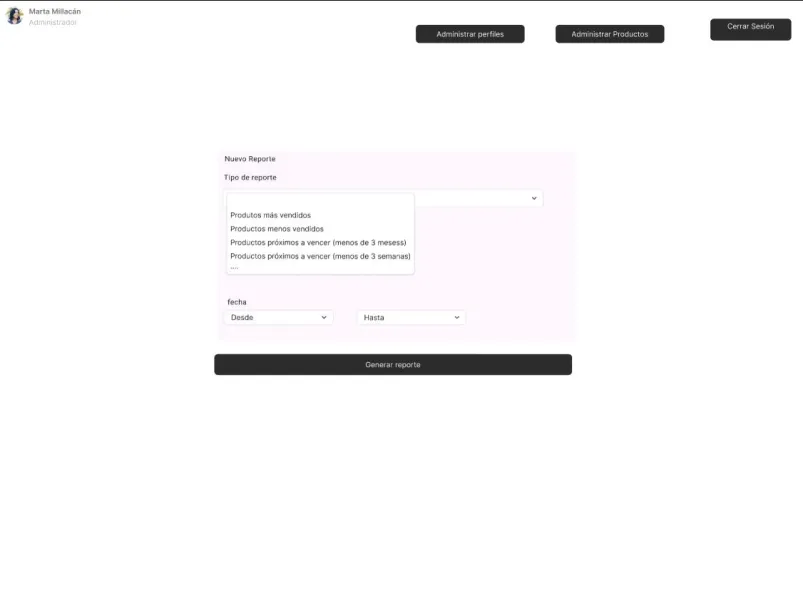 Marta Millacán
Administrador
Administrar perfiles
Administrar Productos
Cerrar Sesión
Nuevo Reporte
Tipo de reporte
Produtos más vendidos
Productos menos vendidos
Productos próximos a vencer (menos de 3 mesess)
Productos próximos a vencer (menos de 3 semanas)
....
fecha
Desde
Hasta
Generar reporte